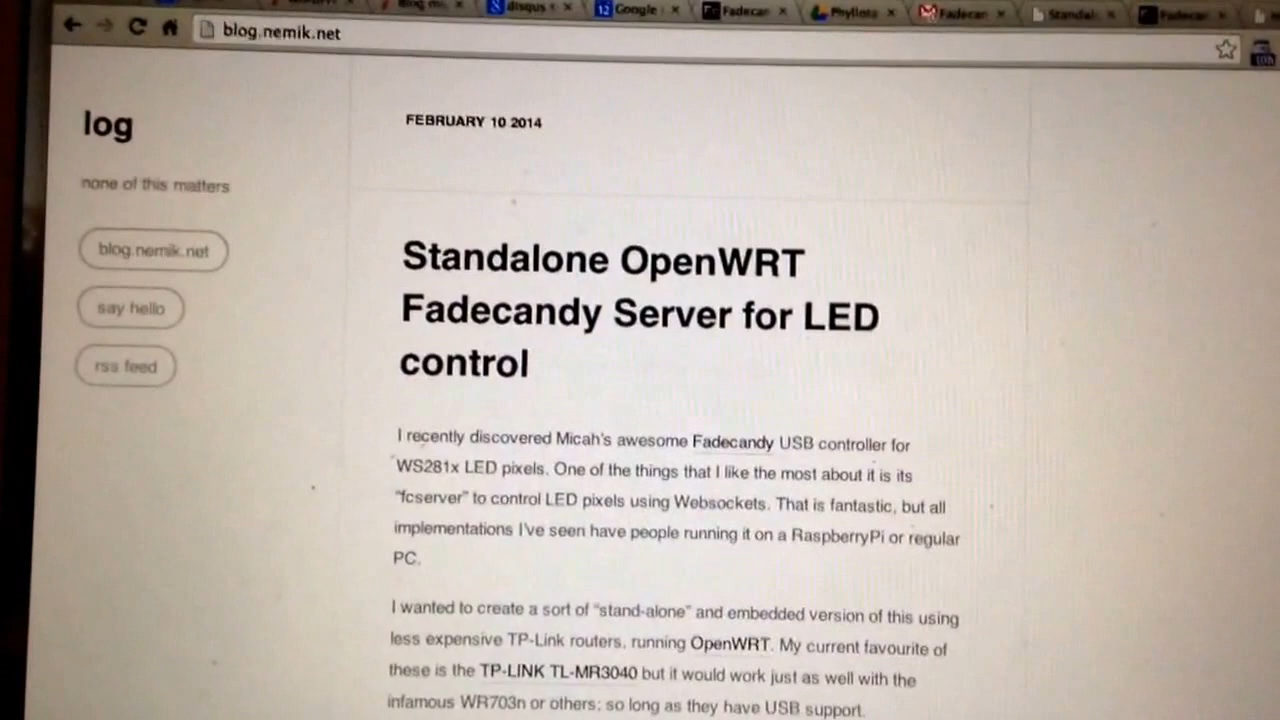 disqus
12 Google
Fadecan
Phyllota
Fadecan
Standal
Fadecan
blog.nemik.net
log
none of this matters
blog.nemik.net
say hello
rss feed
FEBRUARY 10 2014
Standalone OpenWRT
Fadecandy Server for LED
control
I recently discovered Micah's awesome Fadecandy USB controller for
WS281x LED pixels. One of the things that I like the most about it is its
"fcserver" to control LED pixels using Websockets. That is fantastic, but all
implementations I've seen have people running it on a RaspberryPi or regular
PC.
I wanted to create a sort of "stand-alone" and embedded version of this using
less expensive TP-Link routers, running OpenWRT. My current favourite of
these is the TP-LINK TL-MR3040 but it would work just as well with the
infamous WR703n or others; so long as they have USB support.